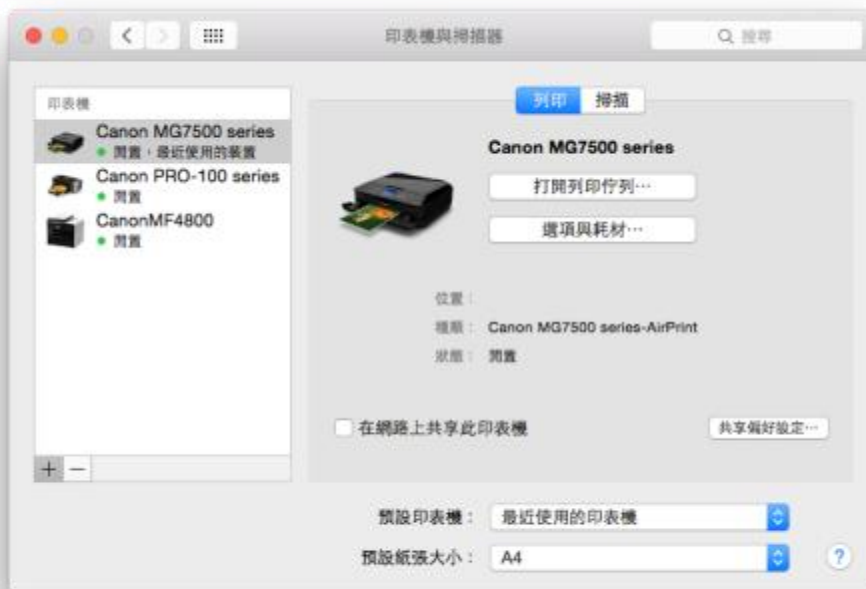 印表機與掃描器
搜尋
印表機
Canon MG7500 series
閒置，最近使用的裝置
Canon PRO-100 series
閒置
CanonMF4800
閒置
列印 掃描
Canon MG7500 series
打開列印佇列…
選項與耗材…
位置：
種類： Canon MG7500 series-AirPrint
狀態： 閒置
在網路上共享此印表機
共享偏好設定…
+ −
預設印表機： 最近使用的印表機
預設紙張大小： A4
?